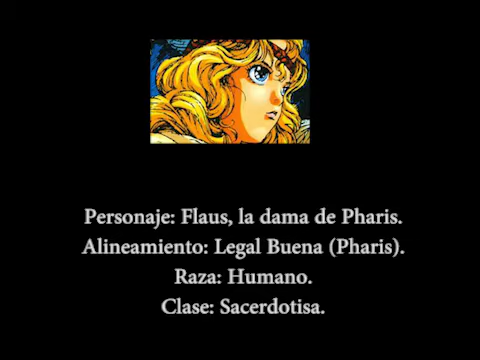 Personaje: Flaus, la dama de Pharis.
Alineamiento: Legal Buena (Pharis).
Raza: Humano.
Clase: Sacerdotisa.